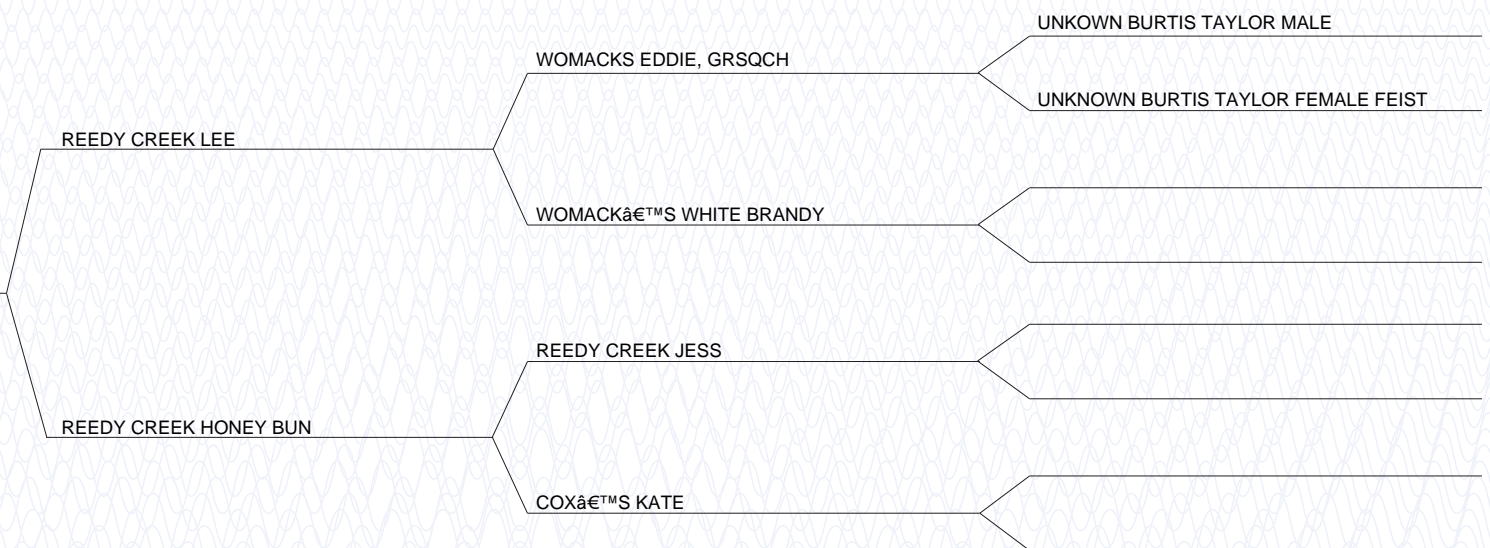 UNKOWN BURTIS TAYLOR MALE
WOMACKS EDDIE, GRSQCH
UNKNOWN BURTIS TAYLOR FEMALE FEIST
REEDY CREEK LEE
WOMACKâ€™S WHITE BRANDY
REEDY CREEK JESS
REEDY CREEK HONEY BUN
COXâ€™S KATE